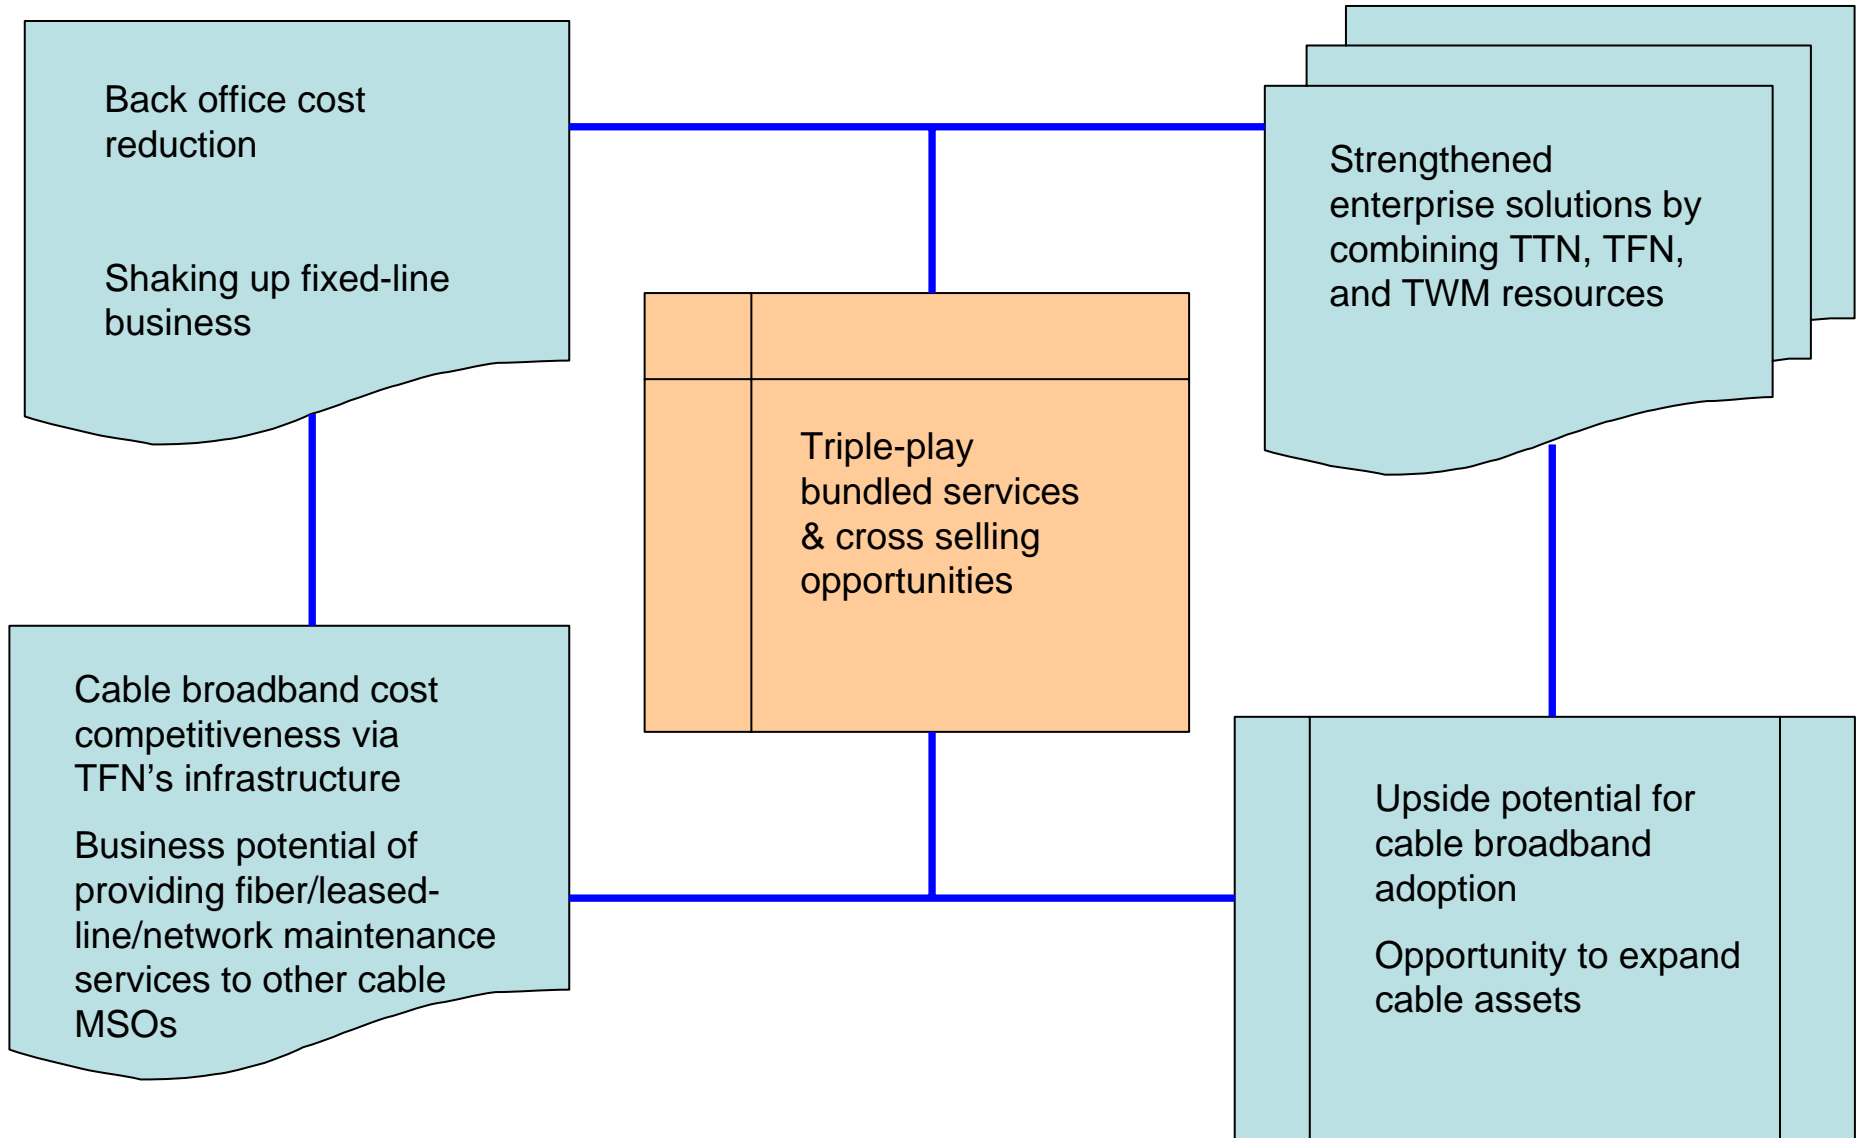 Back office cost
reduction
Shaking up fixed-line
business
Strengthened
enterprise solutions by
combining TTN, TFN,
and TWM resources
Triple-play
bundled services
& cross selling
opportunities
Cable broadband cost
competitiveness via
TFN’s infrastructure
Business potential of
providing fiber/leased-
line/network maintenance
services to other cable
MSOs
Upside potential for
cable broadband
adoption
Opportunity to expand
cable assets